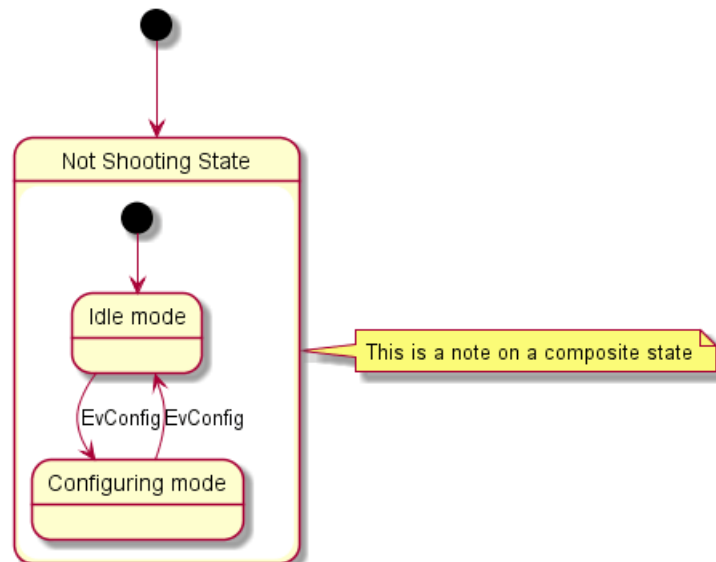 Not Shooting State
Idle mode
This is a note on a composite state
EvConfig EvConfig
Configuring mode